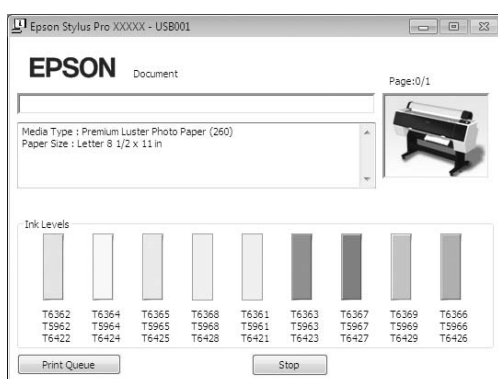 Epson Stylus Pro XXXXX - USB001
EPSON Document
Page:0/1
Media Type : Premium Luster Photo Paper (260)
Paper Size : Letter 8 1/2 x 11 in
Ink Levels
T6362 T6364 T6365 T6368 T6361 T6363 T6367 T6369 T6366
T5962 T5964 T5965 T5968 T5961 T5963 T5967 T5969 T5966
T6422 T6424 T6425 T6428 T6421 T6423 T6427 T6429 T6426
Print Queue Stop